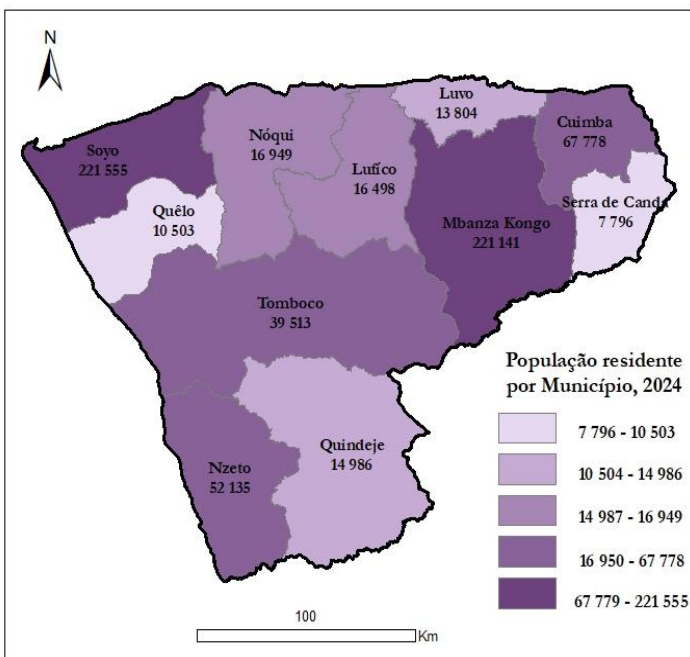 N
Luvo
13 804
Cuimba
67 778
Soyo
221 555
Nóqui
16 949
Lufíco
16 498
Quêlo
10 503
Serra de Canda
7 796
Mbanza Kongo
221 141
Tomboco
39 513
Nzeto
52 135
Quindeje
14 986
População residente
por Município, 2024
7 796 - 10 503
10 504 - 14 986
14 987 - 16 949
16 950 - 67 778
67 779 - 221 555
100
Km